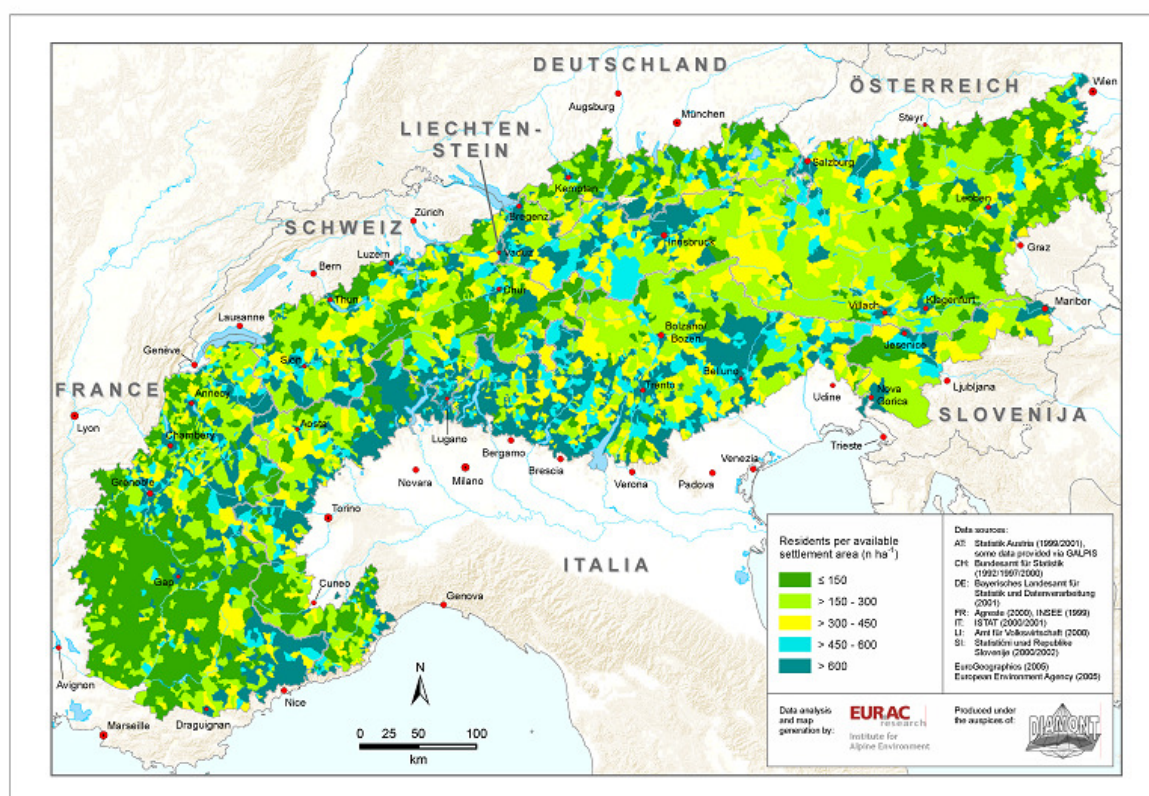 DEUTSCHLAND
ÖSTERREICH
Wien
Augsburg
München
Steyr
LIECHTEN-
STEIN
Salzburg
Kempten
Leoben
Bregenz
Zürich
SCHWEIZ
Innsbruck
Graz
Luzern
Vaduz
Bern
Chur
Thun
Villach
Klagenfurt
Maribor
Lausanne
Bolzano/
Bozen
Jesenice
Genève
Sion
Trento
Belluno
Ljubljana
FRANCE
Annecy
Udine
Nova
Gorica
SLOVENIJA
Lyon
Aosta
Chambery
Lugano
Bergamo
Brescia
Trieste
Grenoble
Novara
Milano
Verona
Padova
Venezia
Torino
ITALIA
Gap
Cuneo
Genova
Avignon
Nice
Marseille
Draguignan
N
0 25 50 100
km
Residents per available
settlement area (n ha-1)
≤ 150
> 150 - 300
> 300 - 450
> 450 - 600
> 600
Data sources:
AT: Statistik Austria (1999/2001),
some data provided via GALPIS
CH: Bundesamt für Statistik
(1992/1997/2000)
DE: Bayerisches Landesamt für
Statistik und Datenverarbeitung
(2001)
FR: Agreste (2000), INSEE (1999)
IT: ISTAT (2000/2001)
LI: Amt für Volkswirtschaft (2000)
SI: Statistični urad Republike
Slovenije (2000/2002)
EuroGeographics (2005)
European Environment Agency (2005)
Data analysis
and map
generation by:
EURAC
research
Institute for
Alpine Environment
Produced under
the auspices of:
DIAMONT